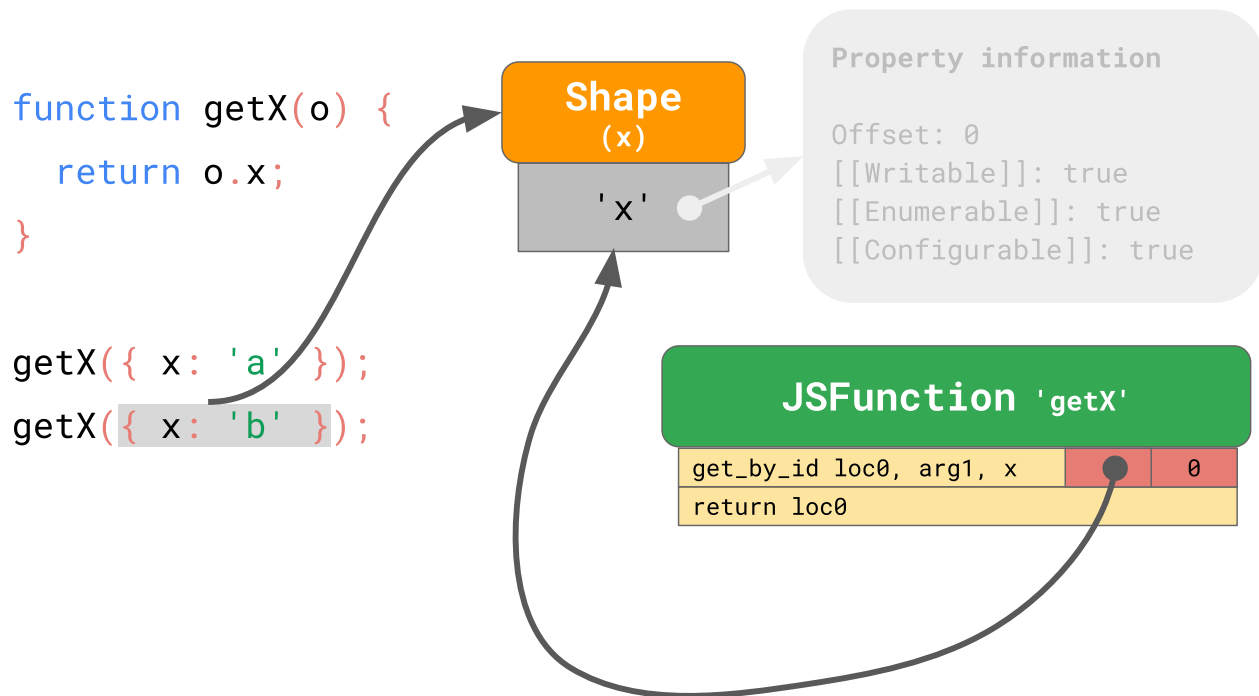 function getX(o) {
  return o.x;
}
getX({ x: 'a' });
getX({ x: 'b' });
Shape
(x)
'x'
Property information
Offset: 0
[[Writable]]: true
[[Enumerable]]: true
[[Configurable]]: true
JSFunction 'getX'
get_by_id loc0, arg1, x 0
return loc0